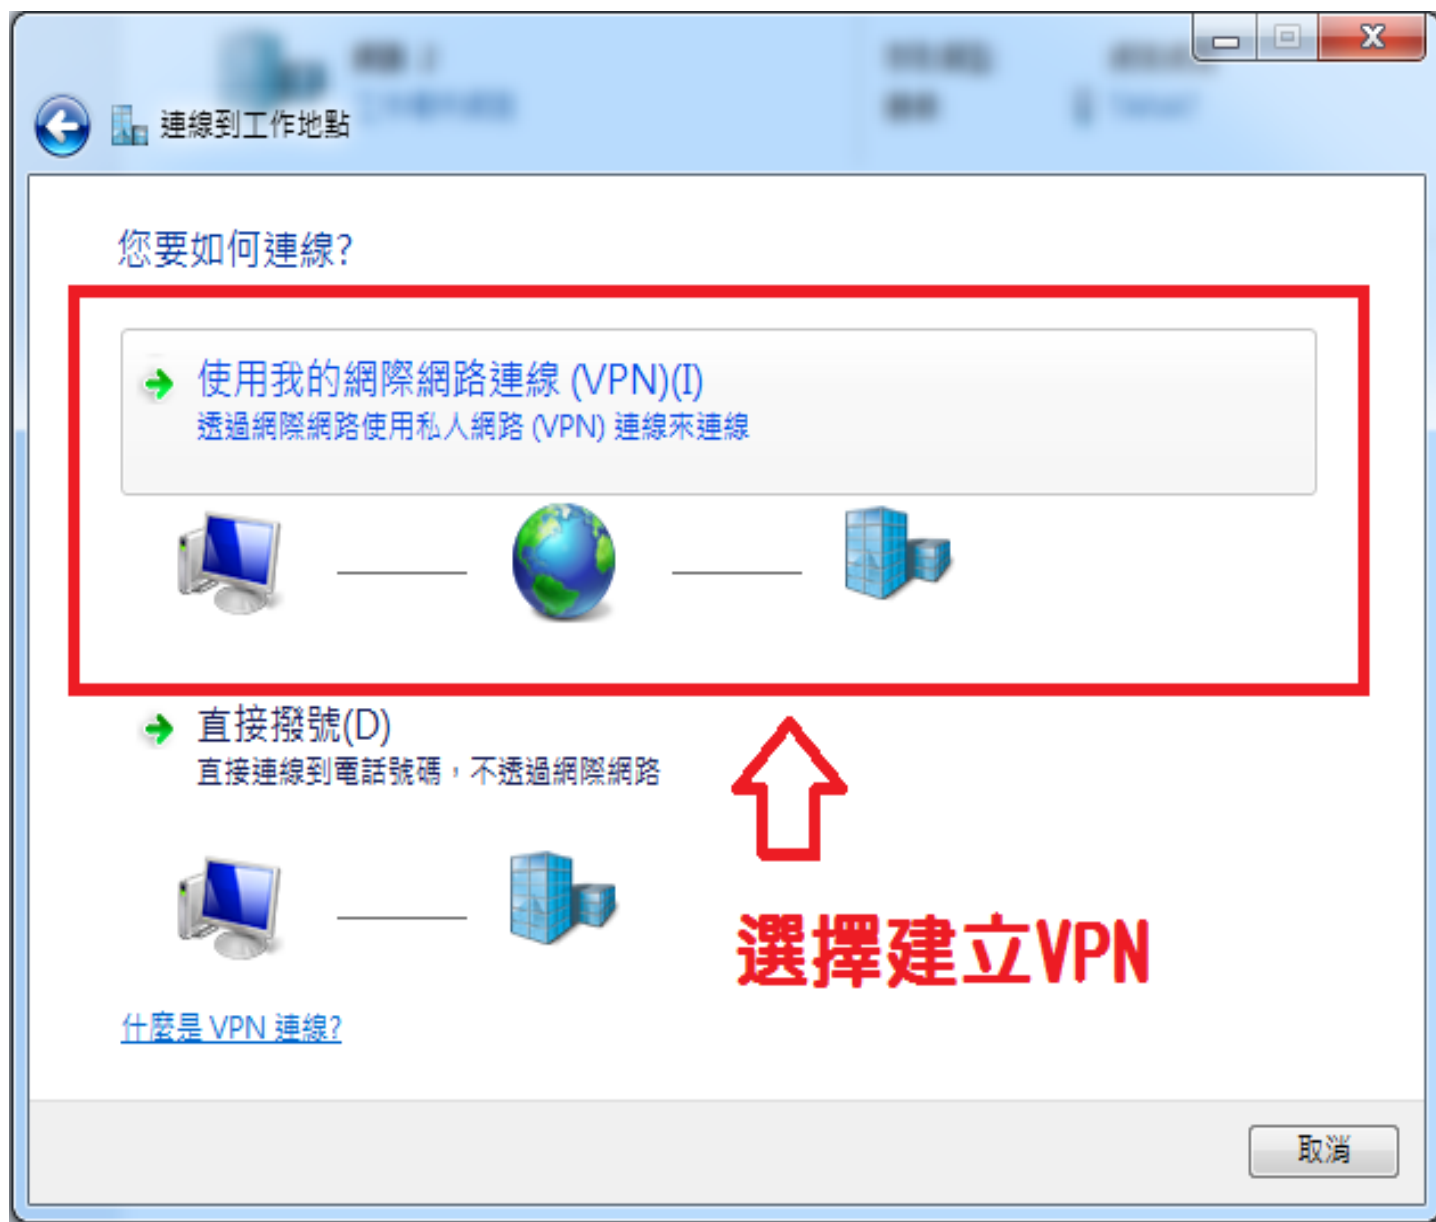 連線到工作地點
您要如何連線?
使用我的網際網路連線 (VPN)(I)
透過網際網路使用私人網路 (VPN) 連線來連線
直接撥號(D)
直接連線到電話號碼，不透過網際網路
選擇建立VPN
什麼是 VPN 連線?
取消